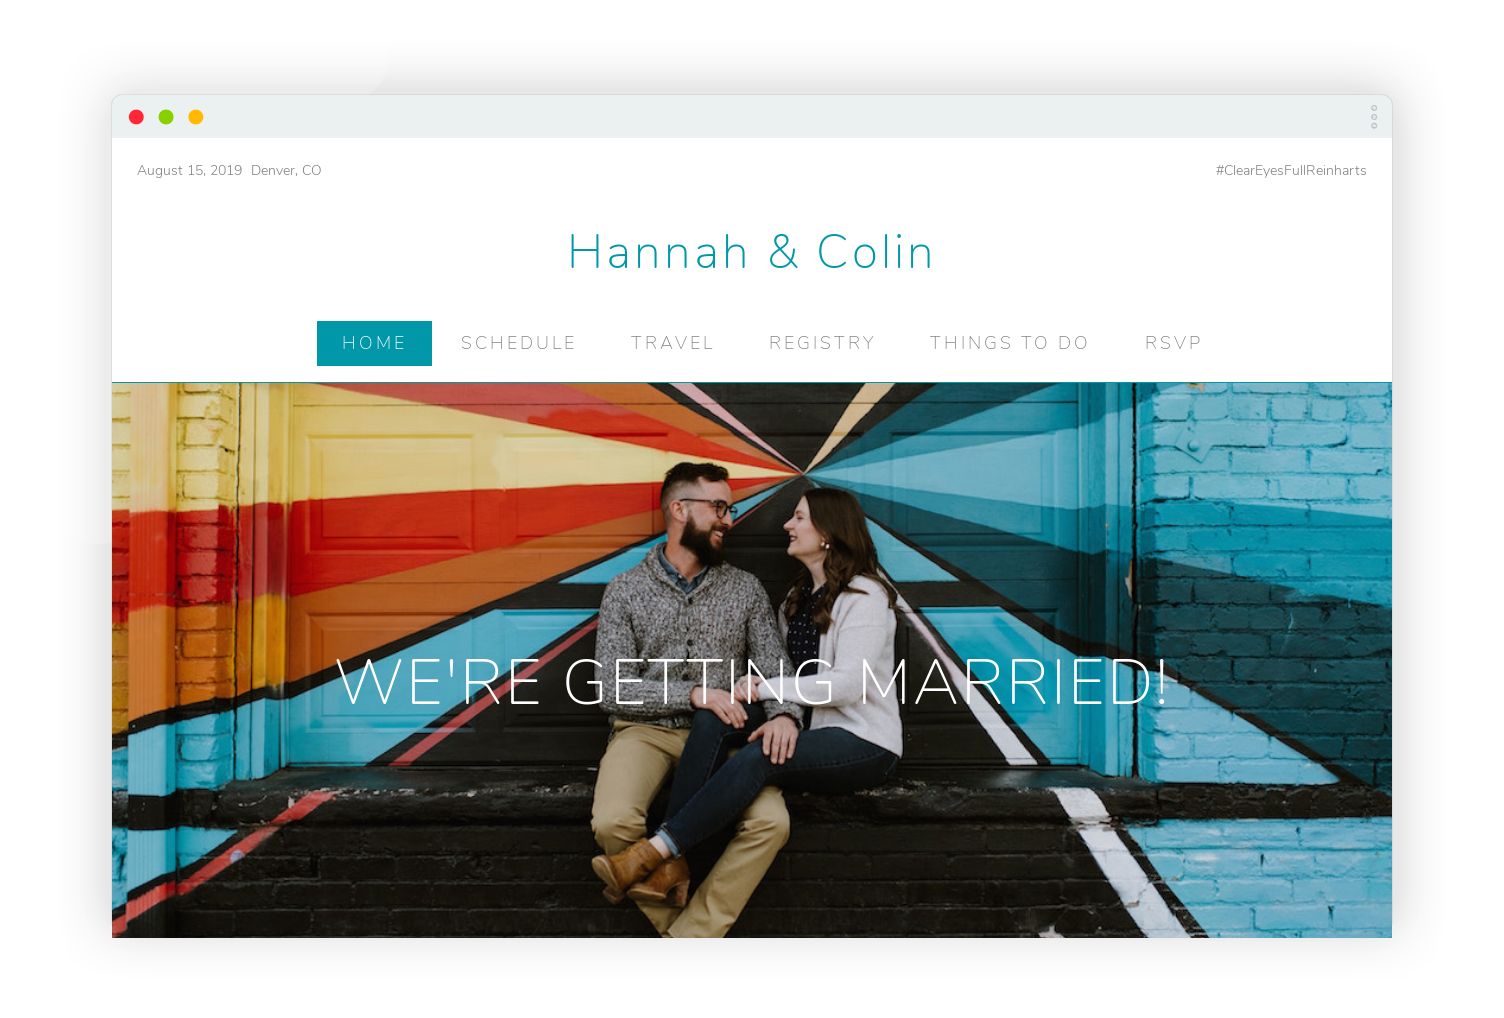 August 15, 2019  Denver, CO
#ClearEyesFullReinharts
Hannah & Colin
HOME SCHEDULE TRAVEL REGISTRY THINGS TO DO RSVP
WE'RE GETTING MARRIED!